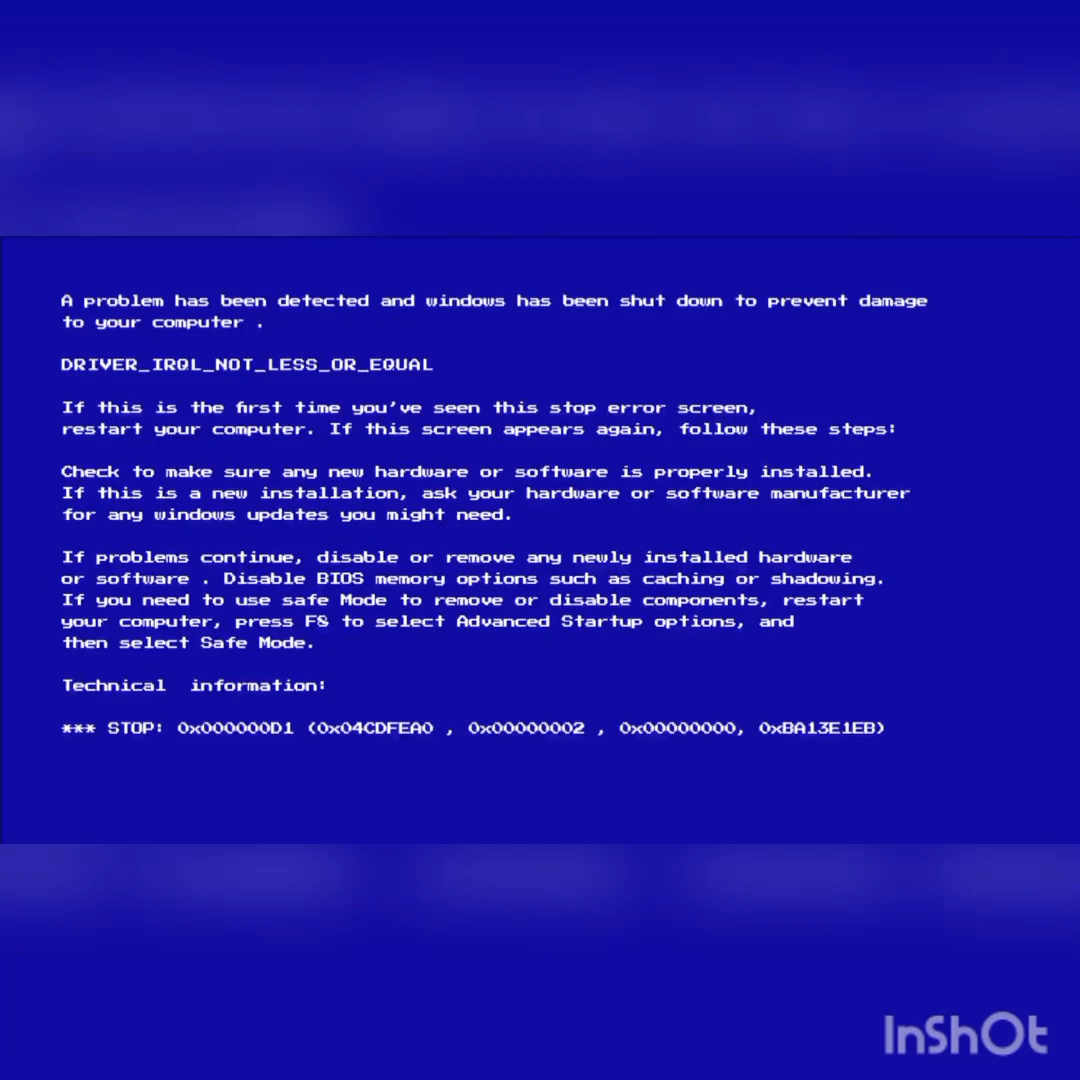 A problem has been detected and windows has been shut down to prevent damage
to your computer .
DRIVER_IRQL_NOT_LESS_OR_EQUAL
If this is the first time you've seen this stop error screen,
restart your computer. If this screen appears again, follow these steps:
Check to make sure any new hardware or software is properly installed.
If this is a new installation, ask your hardware or software manufacturer
for any windows updates you might need.
If problems continue, disable or remove any newly installed hardware
or software . Disable BIOS memory options such as caching or shadowing.
If you need to use safe Mode to remove or disable components, restart
your computer, press F8 to select Advanced Startup options, and
then select Safe Mode.
Technical  information:
*** STOP: 0x000000D1 (0x04CDFEA0 , 0x00000002 , 0x00000000, 0xBA13E1EB)
InShOt